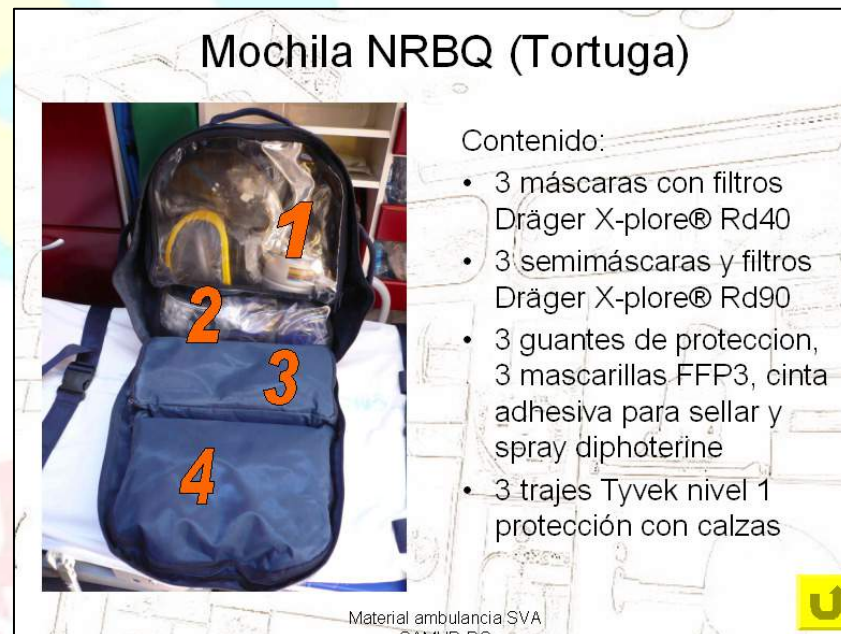 Mochila NRBQ (Tortuga)
1
2
3
4
Contenido:
• 3 máscaras con filtros
Dräger X-plore® Rd40
• 3 semimáscaras y filtros
Dräger X-plore® Rd90
• 3 guantes de proteccion,
3 mascarillas FFP3, cinta
adhesiva para sellar y
spray diphoterine
• 3 trajes Tyvek nivel 1
protección con calzas
Material ambulancia SVA